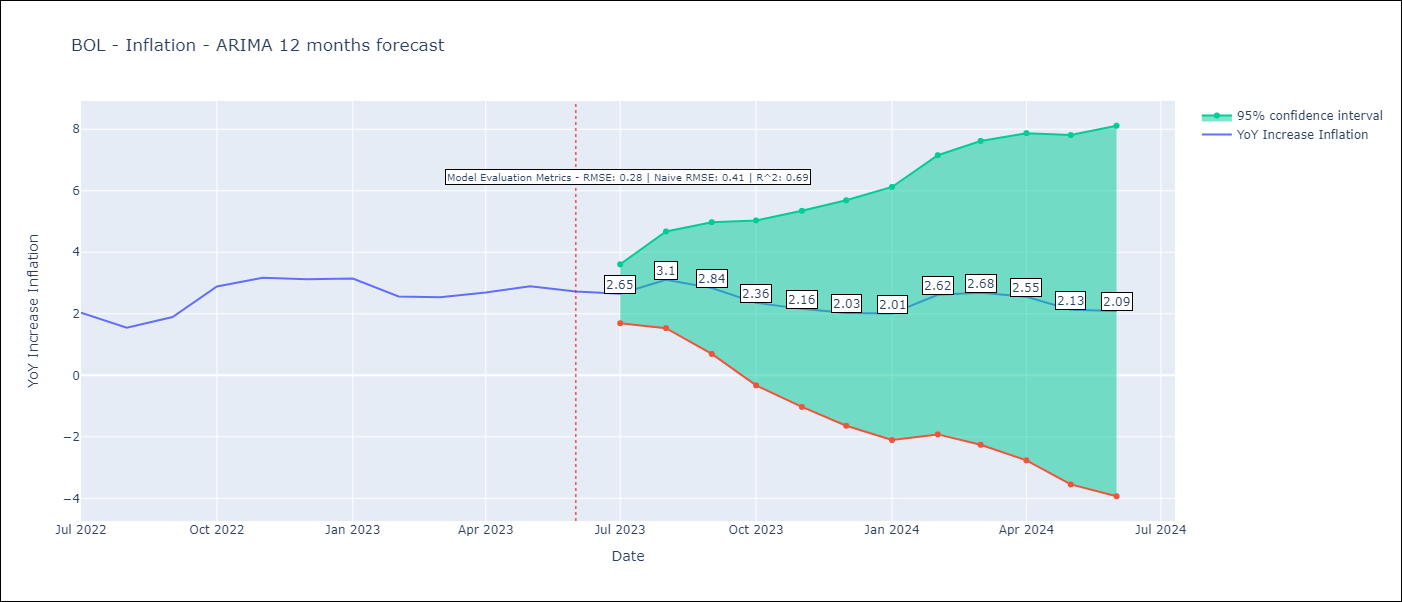 BOL - Inflation - ARIMA 12 months forecast
95% confidence interval
YoY Increase Inflation
Model Evaluation Metrics - RMSE: 0.28 | Naive RMSE: 0.41 | R^2: 0.69
YoY Increase Inflation
8
6
4
2
0
−2
−4
2.65
3.1
2.84
2.36
2.16
2.03
2.01
2.62
2.68
2.55
2.13
2.09
Jul 2022
Oct 2022
Jan 2023
Apr 2023
Jul 2023
Oct 2023
Jan 2024
Apr 2024
Jul 2024
Date